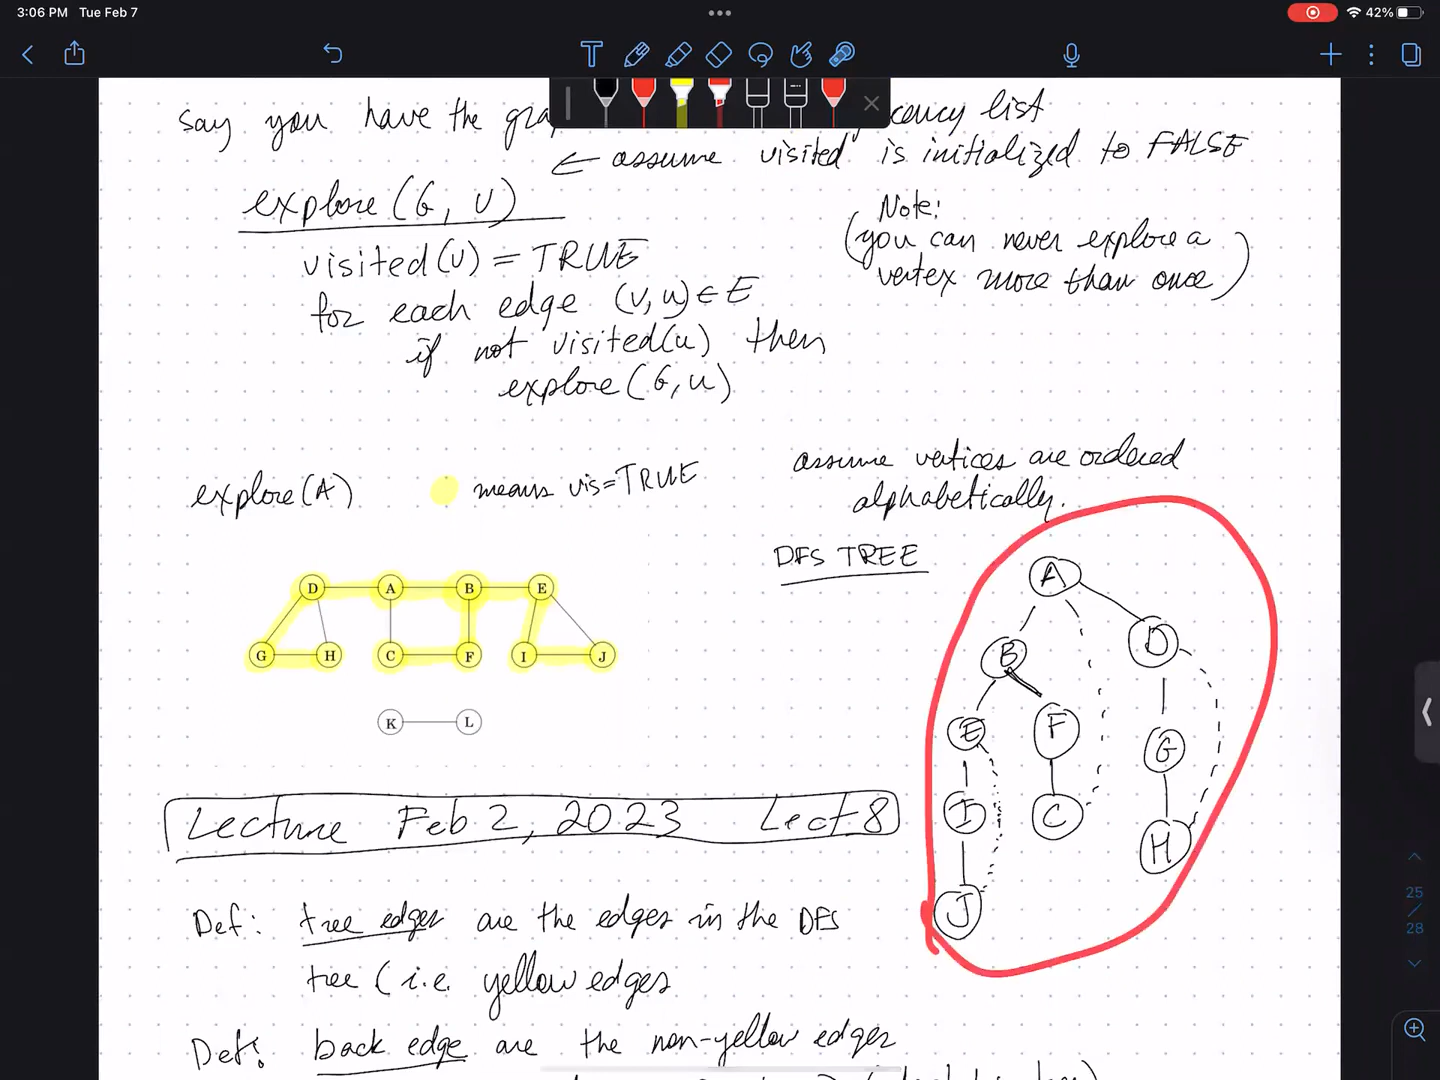 3:06 PM Tue Feb 7
42%
say you have the list
← assume visited is initialized to FALSE
explore(G, v)
visited(v) = TRUE
for each edge (v,u) ∈ E
if not visited(u) then
explore(G,u)
Note:
(you can never explore a
vertex more than once)
explore(A)
means vis=TRUE
assume vertices are ordered
alphabetically.
DFS TREE
D A B E
G H C F I J
K L
A
B D
E F G
I C H
J
Lecture Feb 2, 2023 Lect 8
Def: tree edges are the edges in the DFS
tree (i.e. yellow edges
Def: back edge are the non-yellow edges
25
/
28